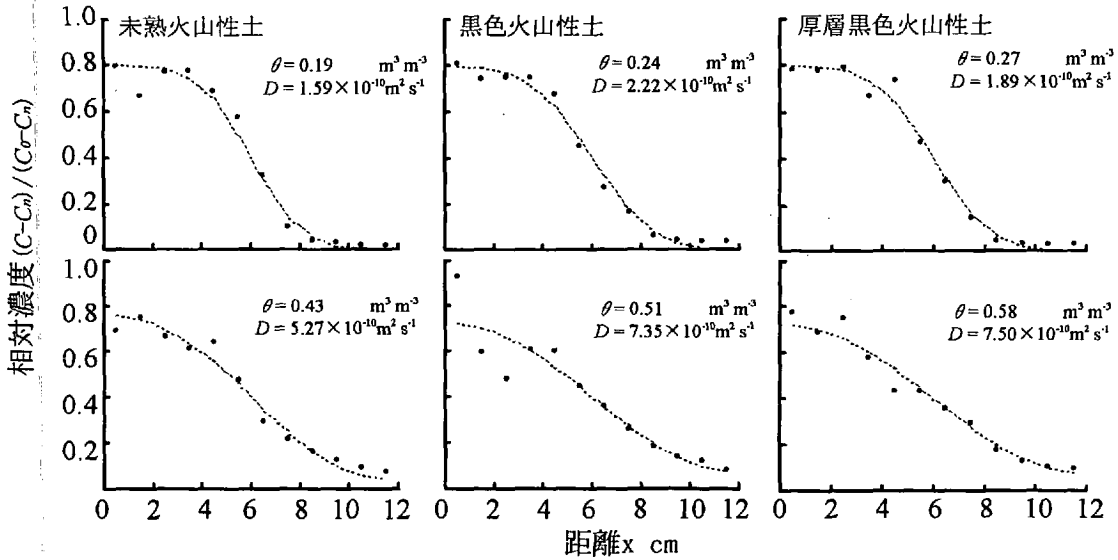 未熟火山性土
θ = 0.19 m³ m⁻³
D = 1.59 × 10⁻¹⁰m² s⁻¹
黒色火山性土
θ = 0.24 m³ m⁻³
D = 2.22 × 10⁻¹⁰m² s⁻¹
厚層黒色火山性土
θ = 0.27 m³ m⁻³
D = 1.89 × 10⁻¹⁰m² s⁻¹
1.0
0.8
0.6
0.4
0.2
0
相対濃度 (C-Cn) / (Co-Cn)
θ = 0.43 m³ m⁻³
D = 5.27 × 10⁻¹⁰m² s⁻¹
θ = 0.51 m³ m⁻³
D = 7.35 × 10⁻¹⁰m² s⁻¹
θ = 0.58 m³ m⁻³
D = 7.50 × 10⁻¹⁰m² s⁻¹
1.0
0.8
0.6
0.4
0.2
0 2 4 6 8 10 12
0 2 4 6 8 10 12
0 2 4 6 8 10 12
距離x cm